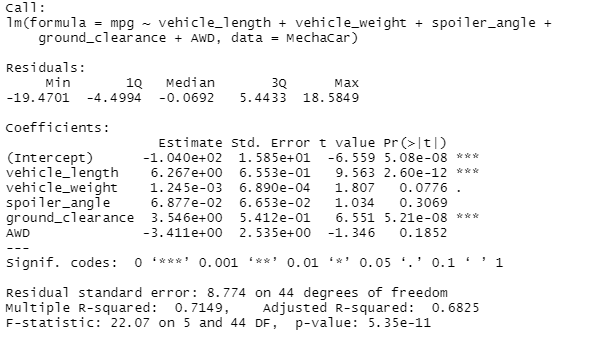 Call:
lm(formula = mpg ~ vehicle_length + vehicle_weight + spoiler_angle +
    ground_clearance + AWD, data = MechaCar)

Residuals:
     Min       1Q   Median       3Q      Max
-19.4701  -4.4994  -0.0692   5.4433  18.5849

Coefficients:
                   Estimate Std. Error t value Pr(>|t|)
(Intercept)      -1.040e+02  1.585e+01  -6.559 5.08e-08 ***
vehicle_length    6.267e+00  6.553e-01   9.563 2.60e-12 ***
vehicle_weight    1.245e-03  6.890e-04   1.807   0.0776 .
spoiler_angle     6.877e-02  6.653e-02   1.034   0.3069
ground_clearance  3.546e+00  5.412e-01   6.551 5.21e-08 ***
AWD              -3.411e+00  2.535e+00  -1.346   0.1852
---
Signif. codes:  0 ‘***’ 0.001 ‘**’ 0.01 ‘*’ 0.05 ‘.’ 0.1 ‘ ’ 1

Residual standard error: 8.774 on 44 degrees of freedom
Multiple R-squared:  0.7149,	Adjusted R-squared:  0.6825
F-statistic: 22.07 on 5 and 44 DF,  p-value: 5.35e-11